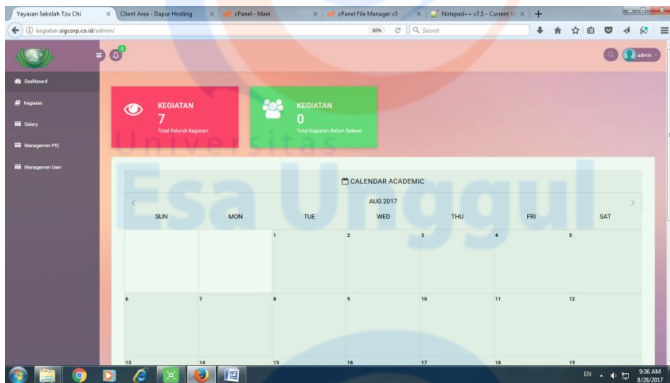 Yayasan Sekolah Tzu Chi
Client Area - Dapur Hosting
cPanel - Main
cPanel File Manager v3
Notepad++ v7.5 - Current
kegiatan.sigcorp.co.id/admin/
80%
Search
admin
Dashboard
Kegiatan
Galery
Managemen PIC
Managemen User
KEGIATAN
7
Total Seluruh Kegiatan
KEGIATAN
0
Total Kegiatan Belum Selesai
Universitas
Esa Unggul
CALENDAR ACADEMIC
AUG 2017
SUN MON TUE WED THU FRI SAT
1 2 3 4 5
6 7 8 9 10 11 12
13 14 15 16 17 18 19
EN
9:36 AM
8/28/2017